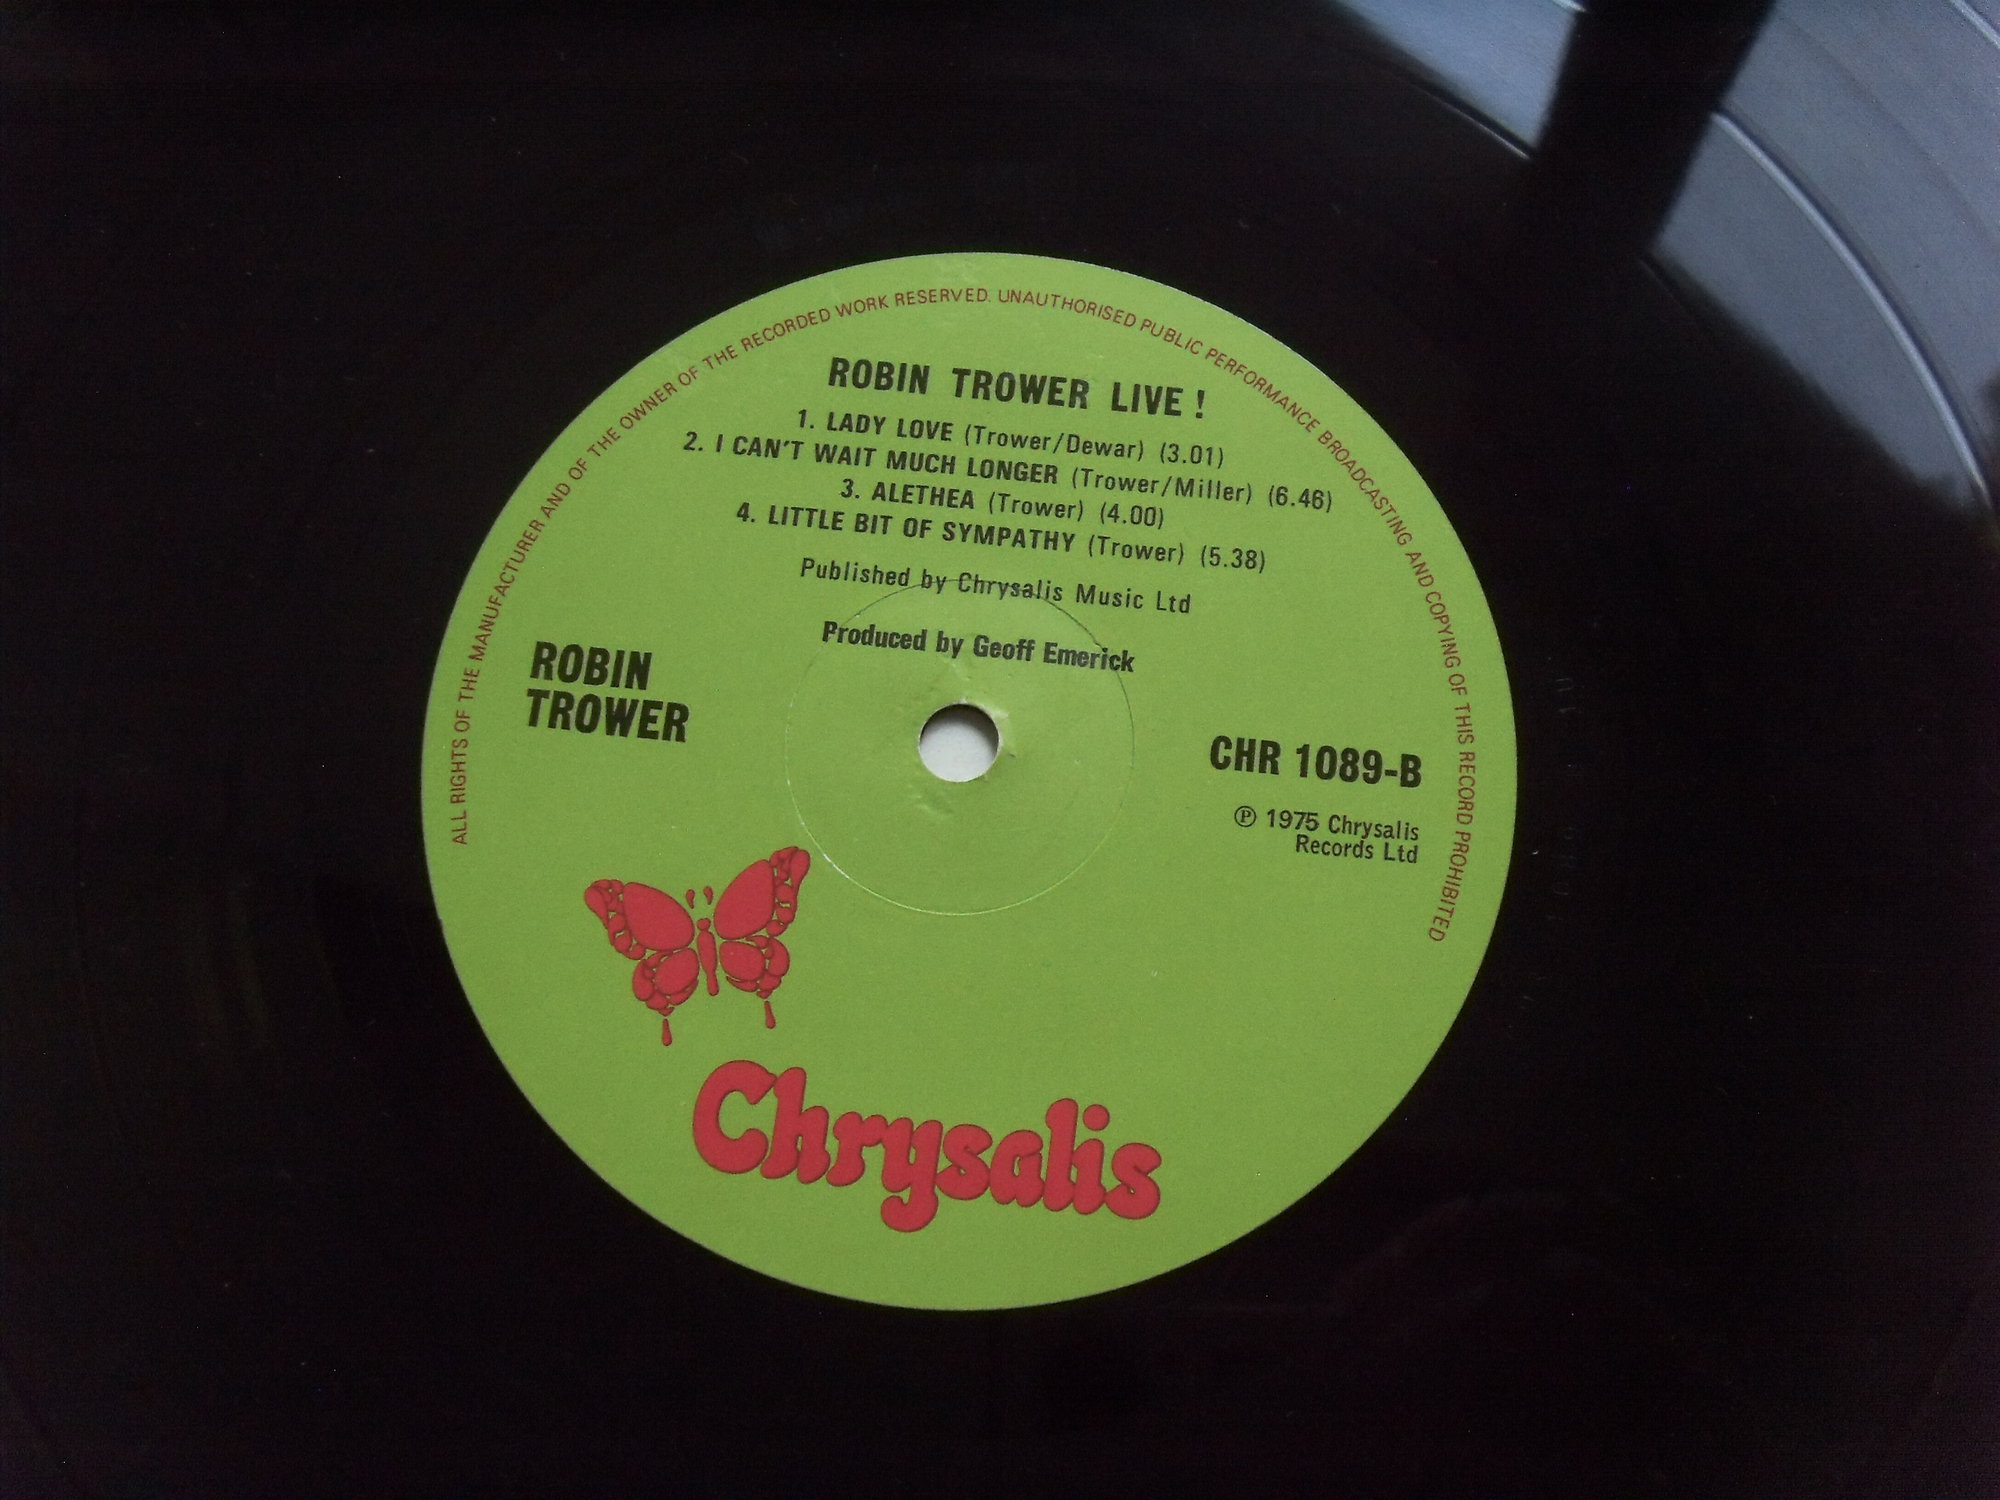 ALL RIGHTS OF THE MANUFACTURER AND OF THE OWNER OF THE RECORDED WORK RESERVED. UNAUTHORISED PUBLIC PERFORMANCE BROADCASTING AND COPYING OF THIS RECORD PROHIBITED
ROBIN TROWER LIVE !
1. LADY LOVE (Trower/Dewar) (3.01)
2. I CAN'T WAIT MUCH LONGER (Trower/Miller) (6.46)
3. ALETHEA (Trower) (4.00)
4. LITTLE BIT OF SYMPATHY (Trower) (5.38)
Published by Chrysalis Music Ltd
Produced by Geoff Emerick
ROBIN
TROWER
CHR 1089-B
℗ 1975 Chrysalis
Records Ltd
Chrysalis